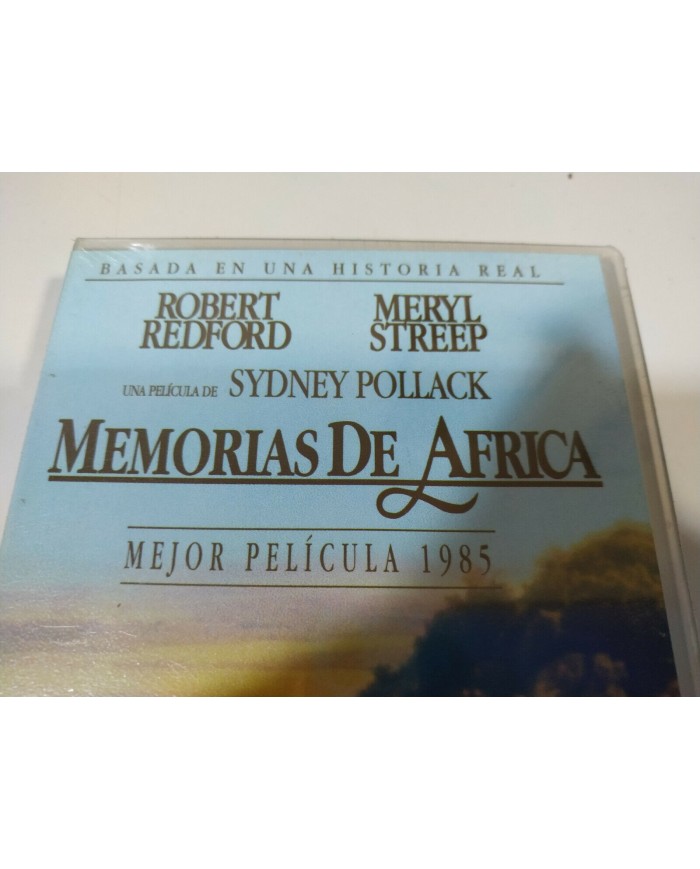 BASADA EN UNA HISTORIA REAL
ROBERT REDFORD
MERYL STREEP
UNA PELÍCULA DE SYDNEY POLLACK
MEMORIAS DE AFRICA
MEJOR PELÍCULA 1985